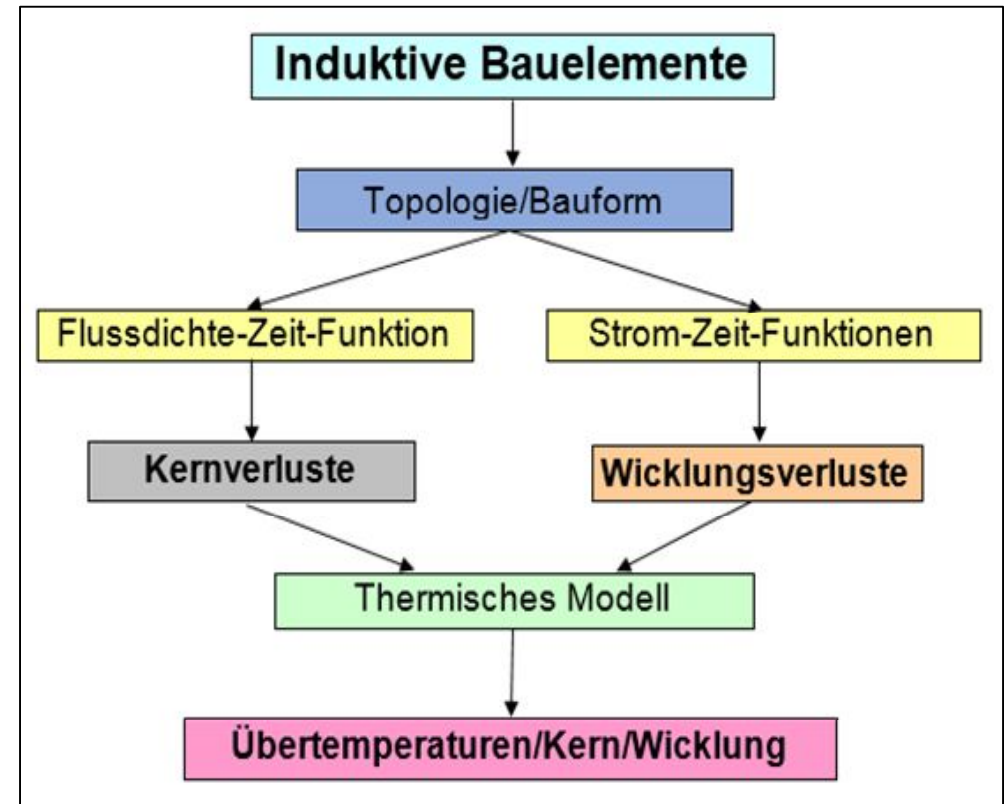 Induktive Bauelemente
Topologie/Bauform
Flussdichte-Zeit-Funktion
Strom-Zeit-Funktionen
Kernverluste
Wicklungsverluste
Thermisches Modell
Übertemperaturen/Kern/Wicklung